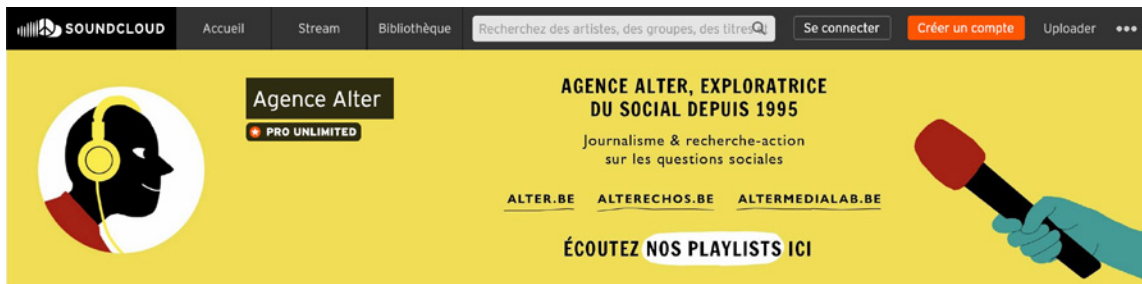 SOUNDCLOUD Accueil Stream Bibliothèque Recherchez des artistes, des groupes, des titres Se connecter Créer un compte Uploader
Agence Alter
PRO UNLIMITED
AGENCE ALTER, EXPLORATRICE
DU SOCIAL DEPUIS 1995
Journalisme & recherche-action
sur les questions sociales
ALTER.BE ALTERECHOS.BE ALTERMEDIALAB.BE
ÉCOUTEZ NOS PLAYLISTS ICI